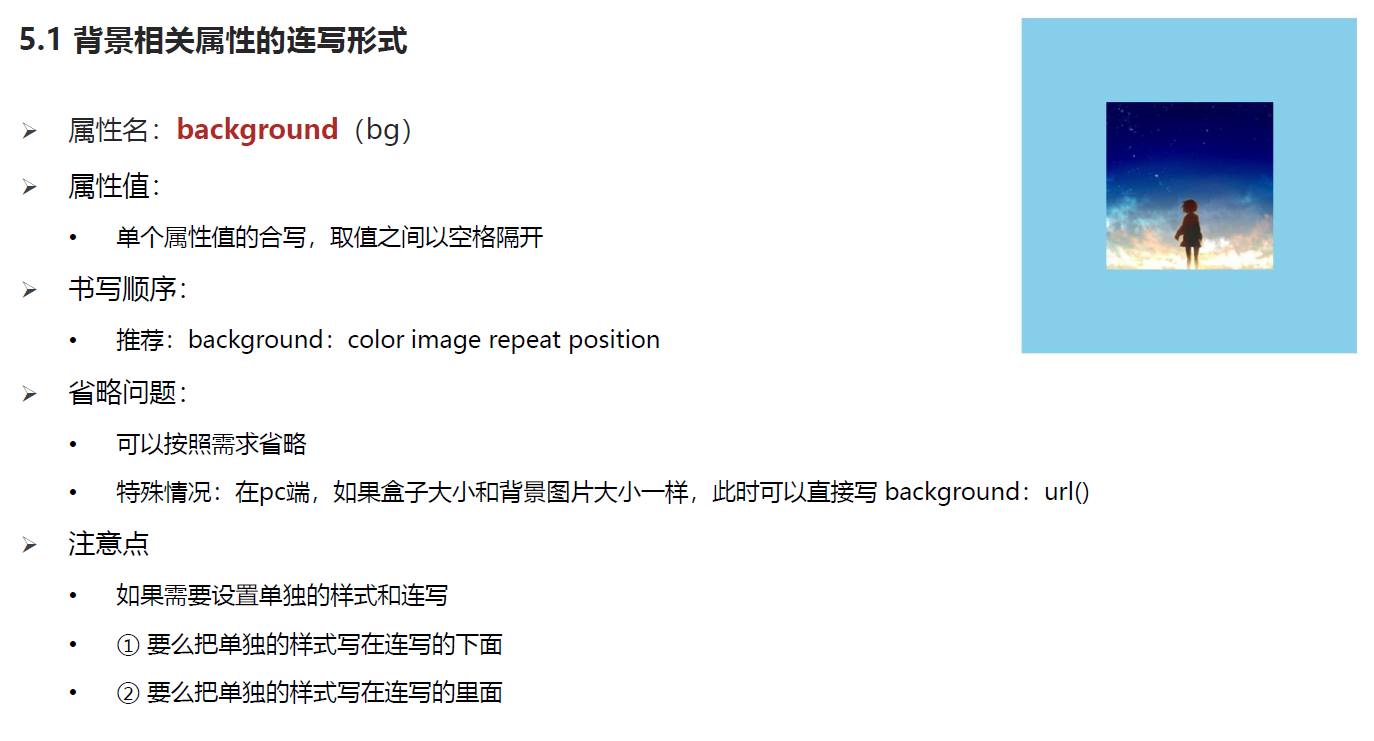 5.1 背景相关属性的连写形式
属性名：background（bg）
属性值：
单个属性值的合写，取值之间以空格隔开
书写顺序：
推荐：background：color image repeat position
省略问题：
可以按照需求省略
特殊情况：在pc端，如果盒子大小和背景图片大小一样，此时可以直接写 background：url()
注意点
如果需要设置单独的样式和连写
① 要么把单独的样式写在连写的下面
② 要么把单独的样式写在连写的里面